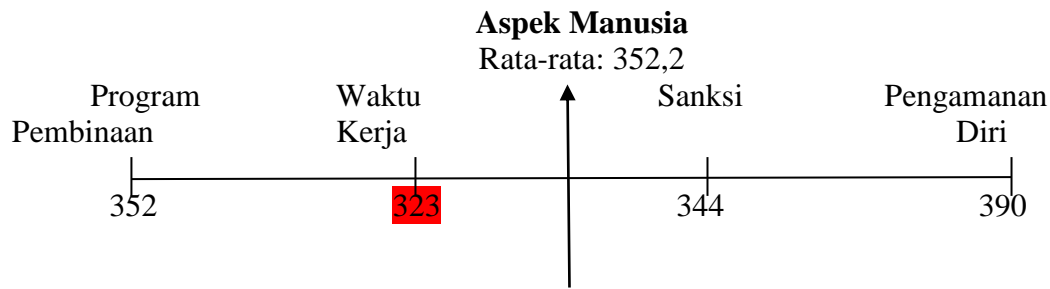 Aspek Manusia
Rata-rata: 352,2
Program Pembinaan
Waktu Kerja
Sanksi
Pengamanan Diri
352
323
344
390